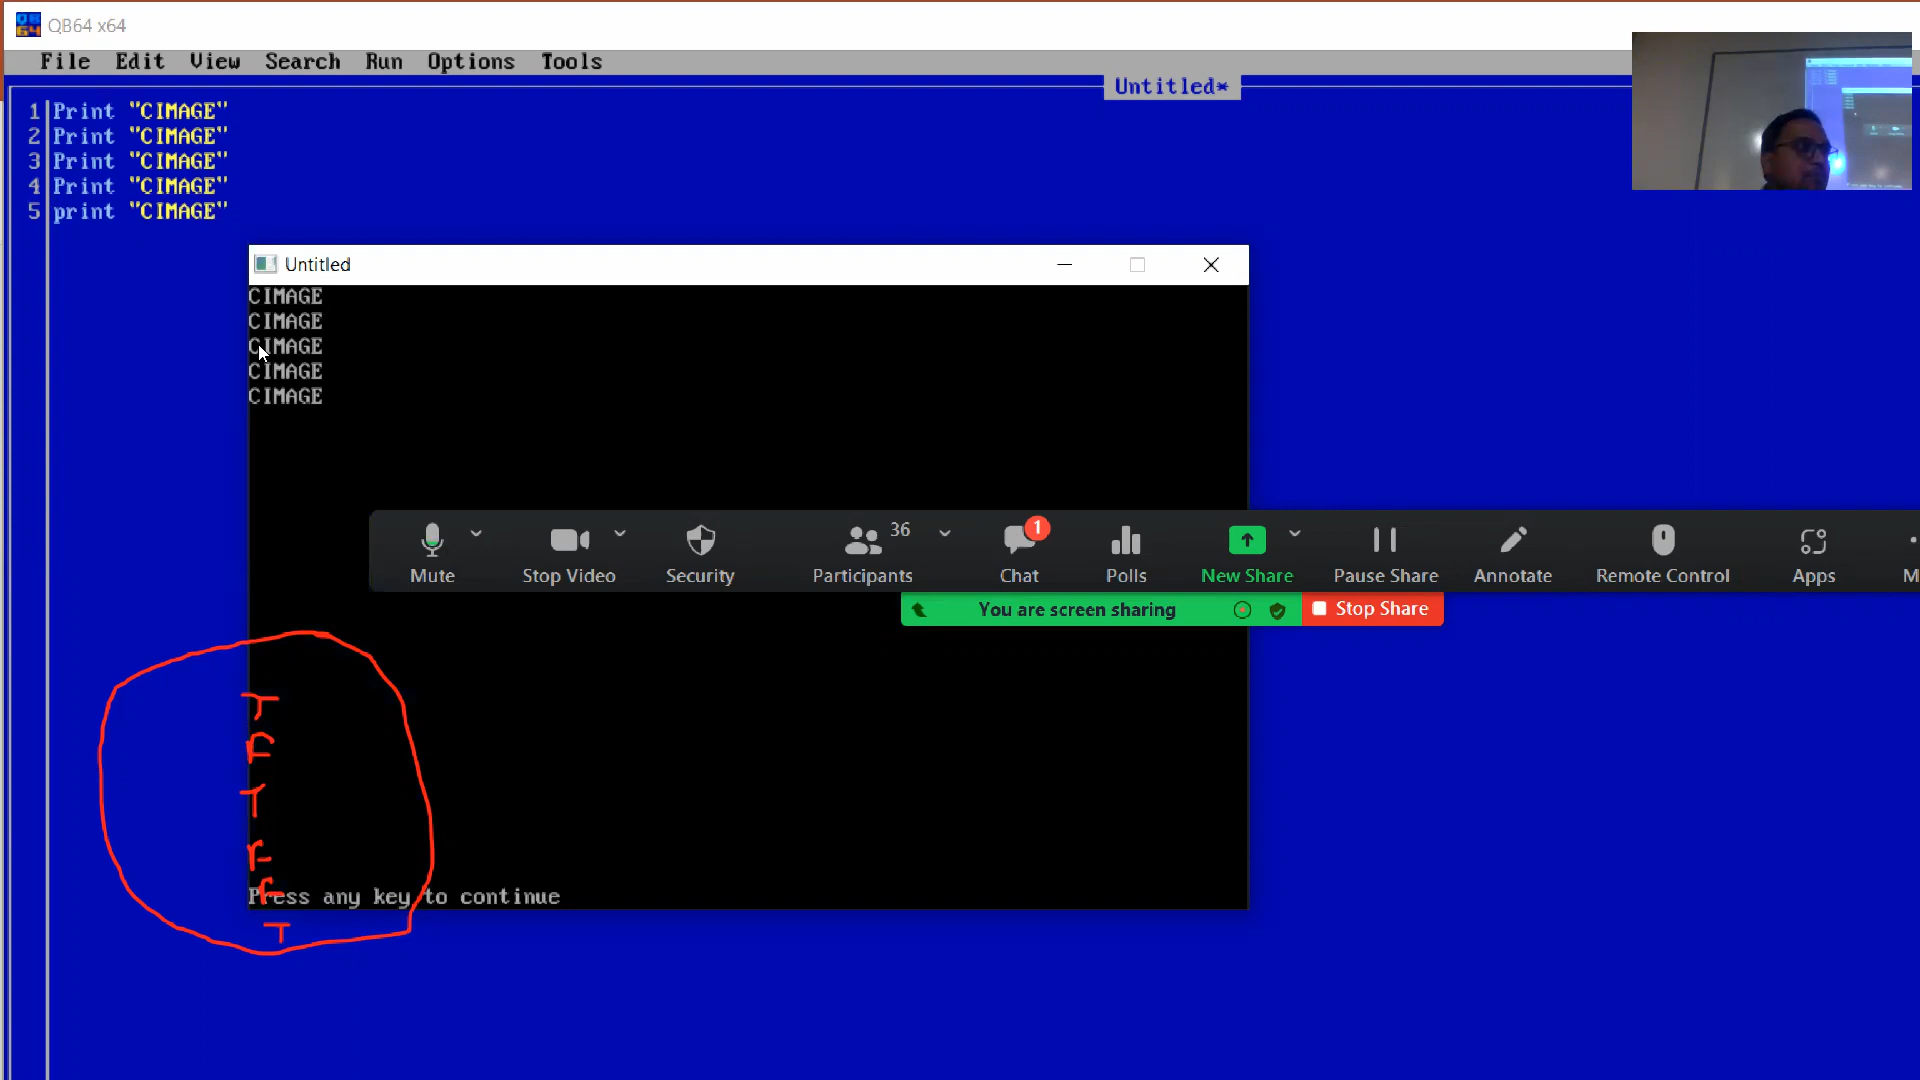 QB64 x64
File Edit View Search Run Options Tools
Untitled*
1 Print "CIMAGE"
2 Print "CIMAGE"
3 Print "CIMAGE"
4 Print "CIMAGE"
5 print "CIMAGE"
Untitled
CIMAGE
CIMAGE
CIMAGE
CIMAGE
CIMAGE
36
1
Mute Stop Video Security Participants Chat Polls New Share Pause Share Annotate Remote Control Apps
You are screen sharing Stop Share
T
F
T
F
F
Press any key to continue
T